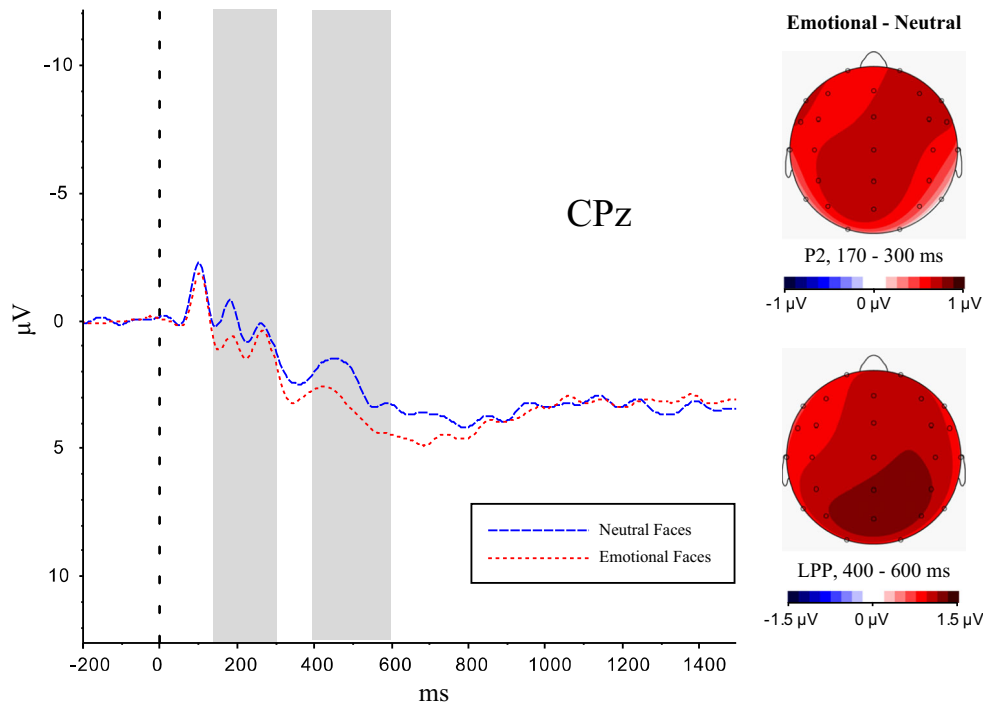 Emotional - Neutral
-10
-5
0
5
10
µV
CPz
Neutral Faces
Emotional Faces
-200 0 200 400 600 800 1000 1200 1400
ms
P2, 170 - 300 ms
-1 µV 0 µV 1 µV
LPP, 400 - 600 ms
-1.5 µV 0 µV 1.5 µV